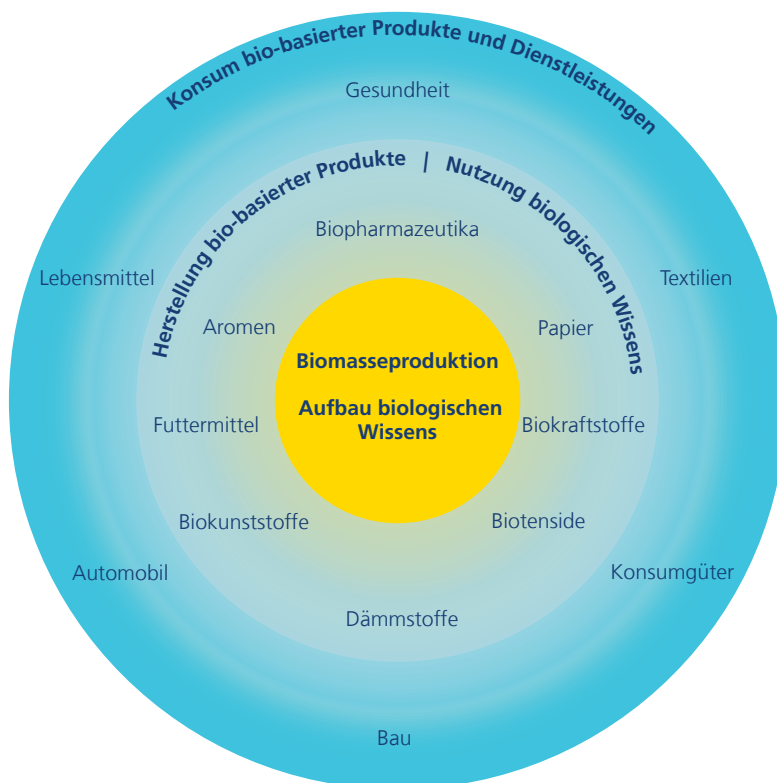 Konsum bio-basierter Produkte und Dienstleistungen
Gesundheit
Herstellung bio-basierter Produkte | Nutzung biologischen Wissens
Biopharmazeutika
Lebensmittel
Textilien
Aromen
Papier
Biomasseproduktion
Aufbau biologischen
Wissens
Futtermittel
Biokraftstoffe
Biokunststoffe
Biotenside
Automobil
Konsumgüter
Dämmstoffe
Bau